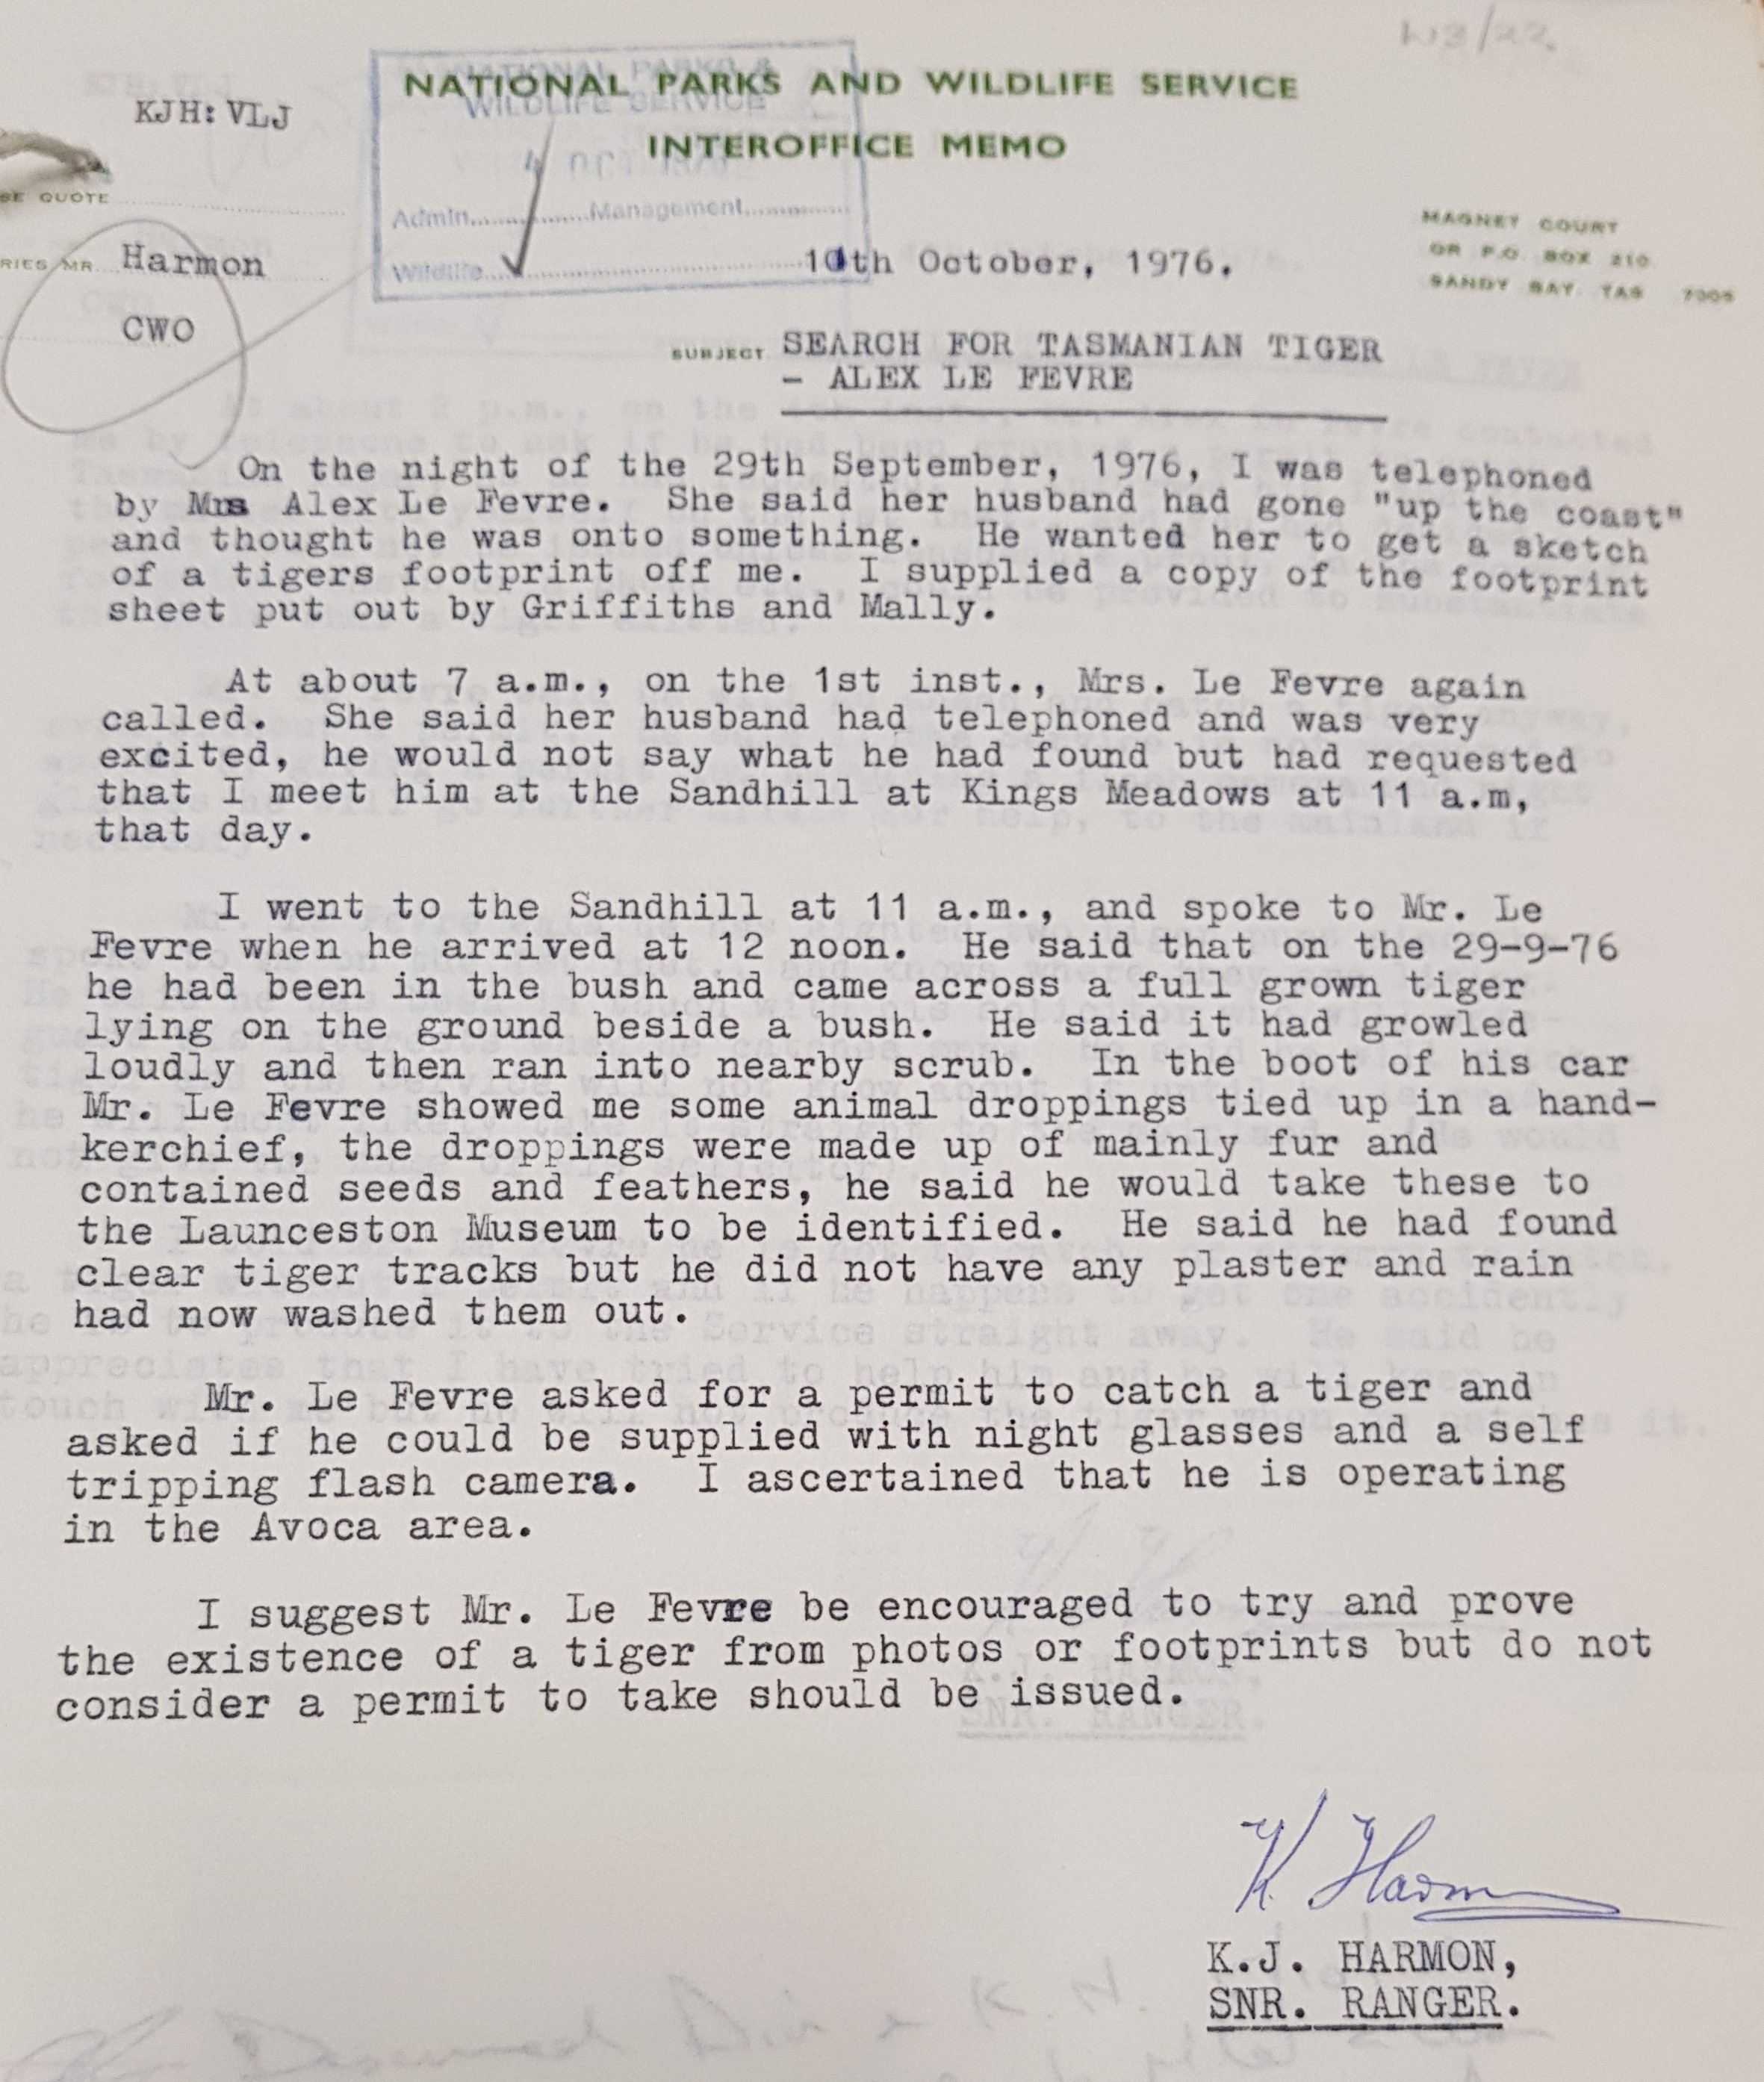 W3/22.
NATIONAL PARKS AND WILDLIFE SERVICE
INTEROFFICE MEMO
KJH: VLJ
NATIONAL PARKS &
WILDLIFE SERVICE
OCT 1976
Admin..............Management..............
Wildlife
SE QUOTE
RIES MR. Harmon
CWO
MAGNET COURT
OR P.O. BOX 210
SANDY BAY. TAS 7005
th October, 1976.
SUBJECT SEARCH FOR TASMANIAN TIGER
- ALEX LE FEVRE
On the night of the 29th September, 1976, I was telephoned
by Mrs Alex Le Fevre. She said her husband had gone "up the coast"
and thought he was onto something. He wanted her to get a sketch
of a tigers footprint off me. I supplied a copy of the footprint
sheet put out by Griffiths and Mally.
At about 7 a.m., on the 1st inst., Mrs. Le Fevre again
called. She said her husband had telephoned and was very
excited, he would not say what he had found but had requested
that I meet him at the Sandhill at Kings Meadows at 11 a.m,
that day.
I went to the Sandhill at 11 a.m., and spoke to Mr. Le
Fevre when he arrived at 12 noon. He said that on the 29-9-76
he had been in the bush and came across a full grown tiger
lying on the ground beside a bush. He said it had growled
loudly and then ran into nearby scrub. In the boot of his car
Mr. Le Fevre showed me some animal droppings tied up in a hand-
kerchief, the droppings were made up of mainly fur and
contained seeds and feathers, he said he would take these to
the Launceston Museum to be identified. He said he had found
clear tiger tracks but he did not have any plaster and rain
had now washed them out.
Mr. Le Fevre asked for a permit to catch a tiger and
asked if he could be supplied with night glasses and a self
tripping flash camera. I ascertained that he is operating
in the Avoca area.
I suggest Mr. Le Fevre be encouraged to try and prove
the existence of a tiger from photos or footprints but do not
consider a permit to take should be issued.
K Harmon
K.J. HARMON,
SNR. RANGER.